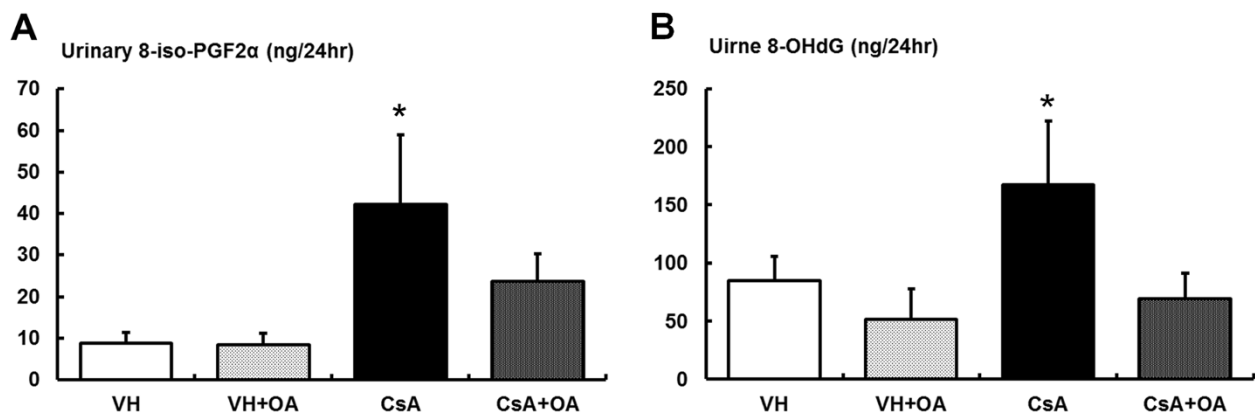 A
Urinary 8-iso-PGF2α (ng/24hr)
70
60
50
40
30
20
10
0
*
VH VH+OA CsA CsA+OA
B
Uirne 8-OHdG (ng/24hr)
250
200
150
100
50
0
*
VH VH+OA CsA CsA+OA